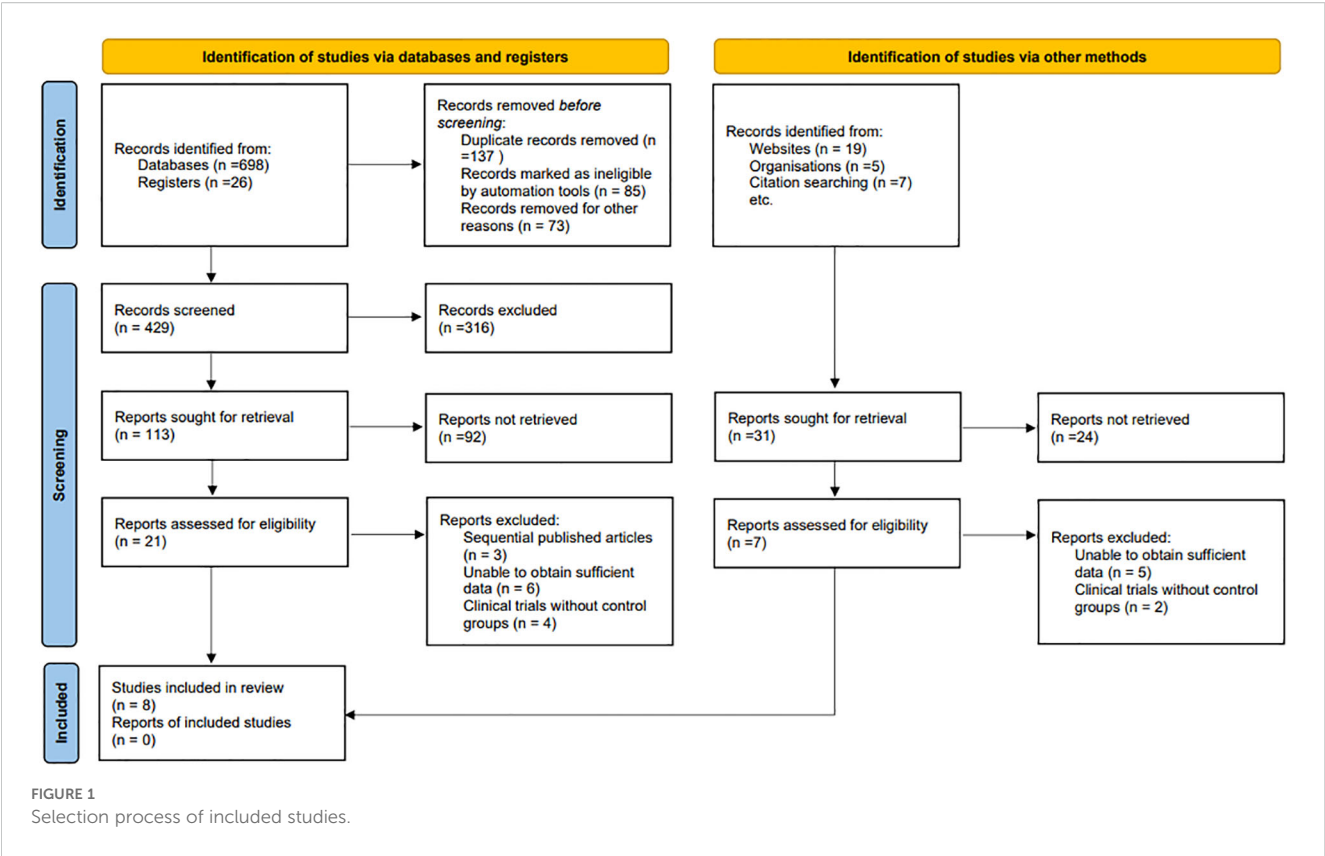 Identification of studies via databases and registers
Identification of studies via other methods
Identification
Records identified from:
Databases (n =698)
Registers (n =26)
Records removed before
screening:
Duplicate records removed (n
=137 )
Records marked as ineligible
by automation tools (n = 85)
Records removed for other
reasons (n = 73)
Records identified from:
Websites (n = 19)
Organisations (n =5)
Citation searching (n =7)
etc.
Screening
Records screened
(n = 429)
Records excluded
(n =316)
Reports sought for retrieval
(n = 113)
Reports not retrieved
(n =92)
Reports sought for retrieval
(n =31)
Reports not retrieved
(n =24)
Reports assessed for eligibility
(n = 21)
Reports excluded:
Sequential published articles
(n = 3)
Unable to obtain sufficient
data (n = 6)
Clinical trials without control
groups (n = 4)
Reports assessed for eligibility
(n =7)
Reports excluded:
Unable to obtain sufficient
data (n = 5)
Clinical trials without control
groups (n = 2)
Included
Studies included in review
(n = 8)
Reports of included studies
(n = 0)
FIGURE 1
Selection process of included studies.